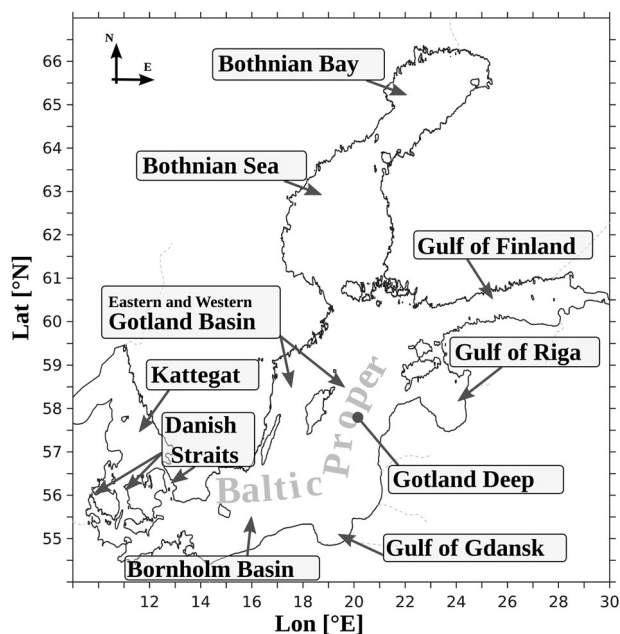 N
E
Bothnian Bay
Bothnian Sea
Gulf of Finland
Eastern and Western
Gotland Basin
Gulf of Riga
Kattegat
Danish
Straits
Baltic Proper
Gotland Deep
Gulf of Gdansk
Bornholm Basin
66
65
64
63
62
61
60
59
58
57
56
55
Lat [°N]
12 14 16 18 20 22 24 26 28 30
Lon [°E]